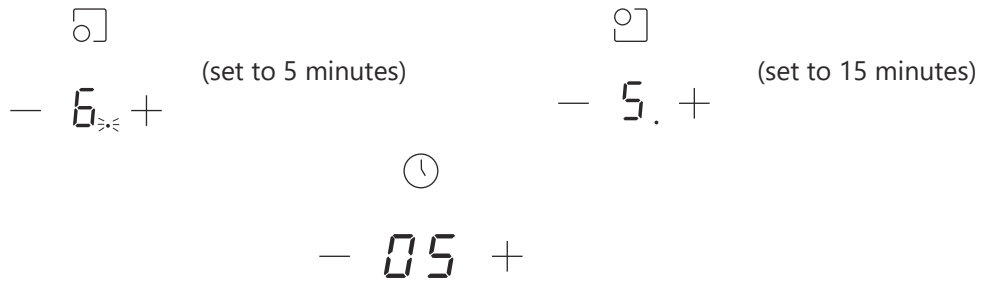 (set to 5 minutes)
(set to 15 minutes)
- 6. +
- 5. +
- 05 +